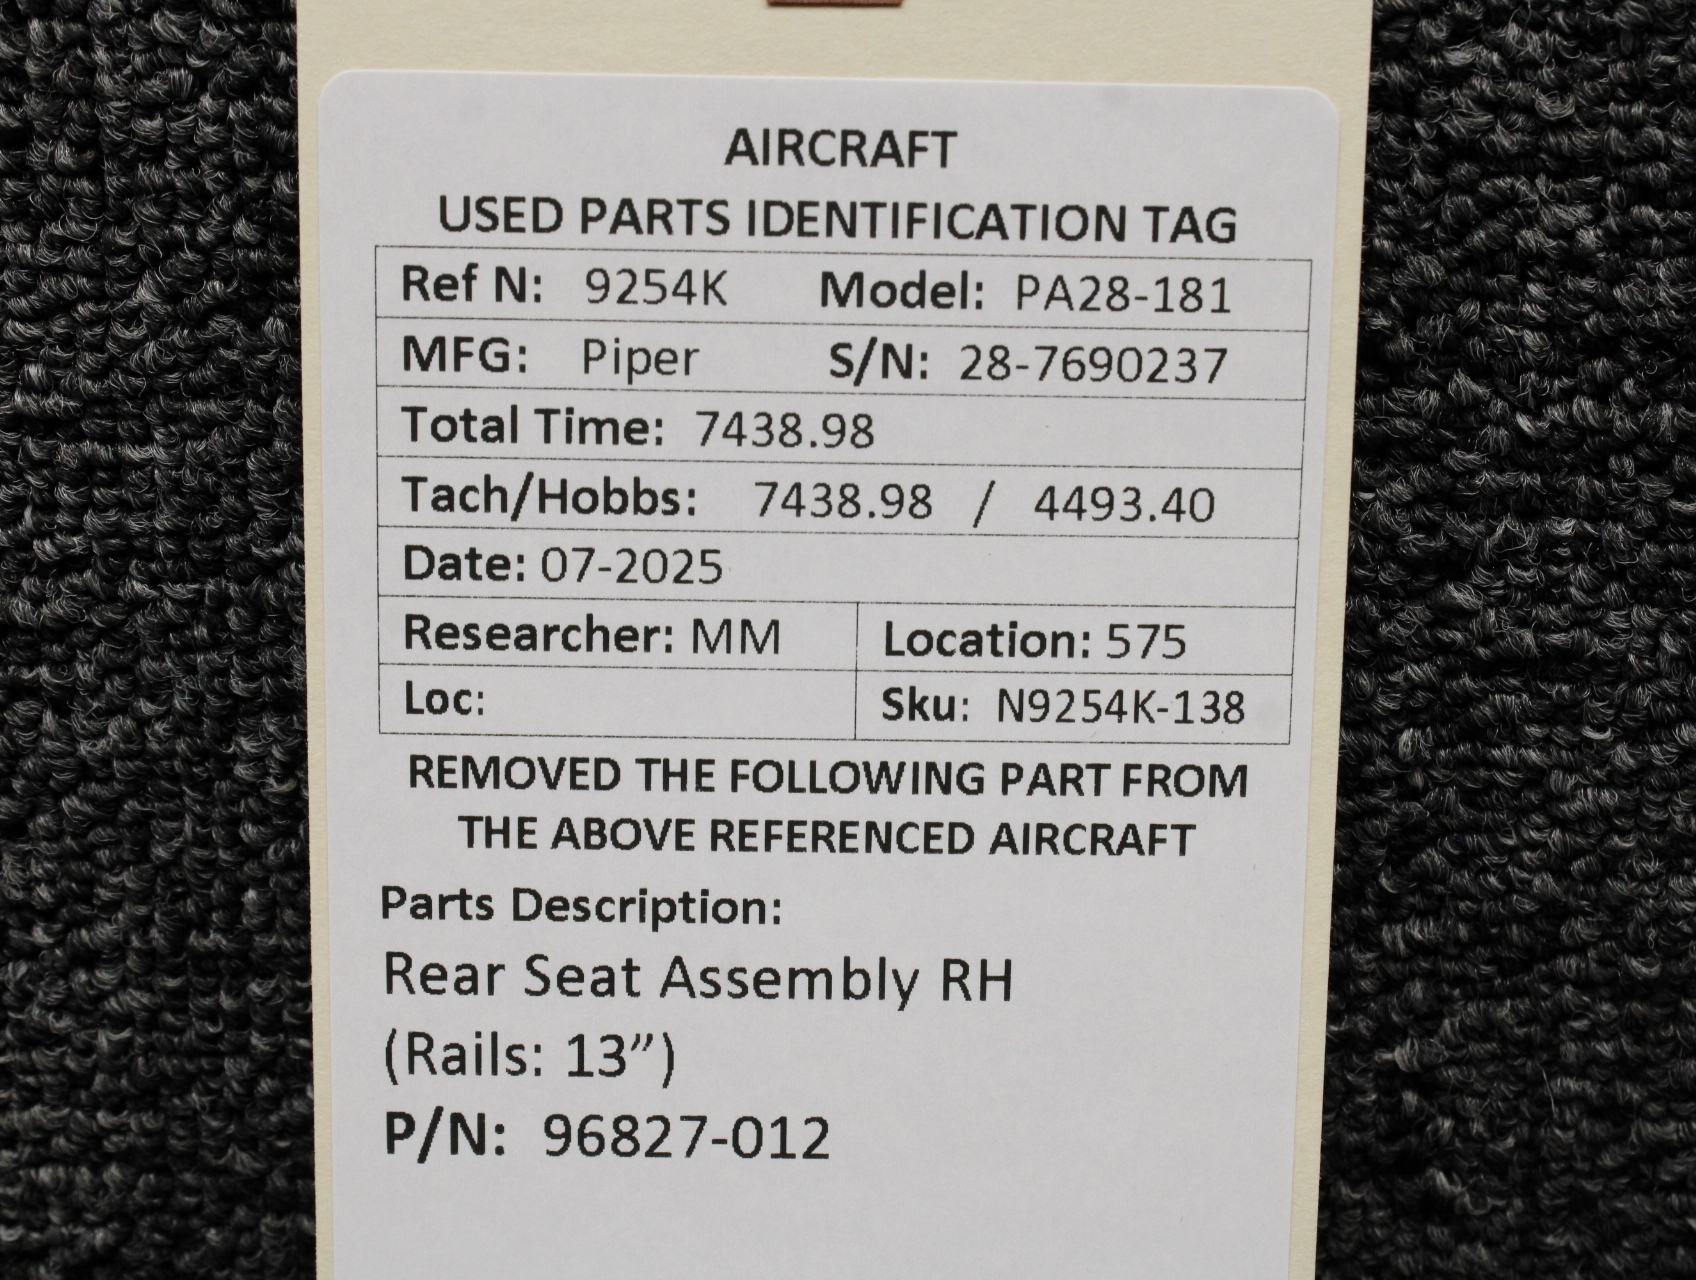 AIRCRAFT
USED PARTS IDENTIFICATION TAG
Ref N: 9254K Model: PA28-181
MFG: Piper S/N: 28-7690237
Total Time: 7438.98
Tach/Hobbs: 7438.98 / 4493.40
Date: 07-2025
Researcher: MM Location: 575
Loc: Sku: N9254K-138
REMOVED THE FOLLOWING PART FROM
THE ABOVE REFERENCED AIRCRAFT
Parts Description:
Rear Seat Assembly RH
(Rails: 13”)
P/N: 96827-012